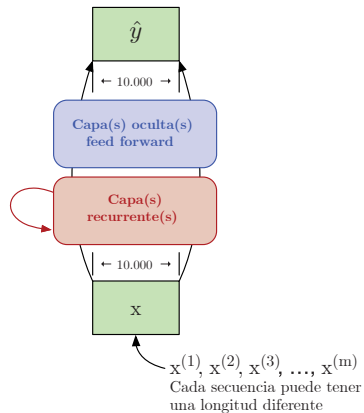 ŷ
← 10.000 →
Capa(s) oculta(s)
feed forward
Capa(s)
recurrente(s)
← 10.000 →
x
x^(1), x^(2), x^(3), ..., x^(m)
Cada secuencia puede tener
una longitud diferente